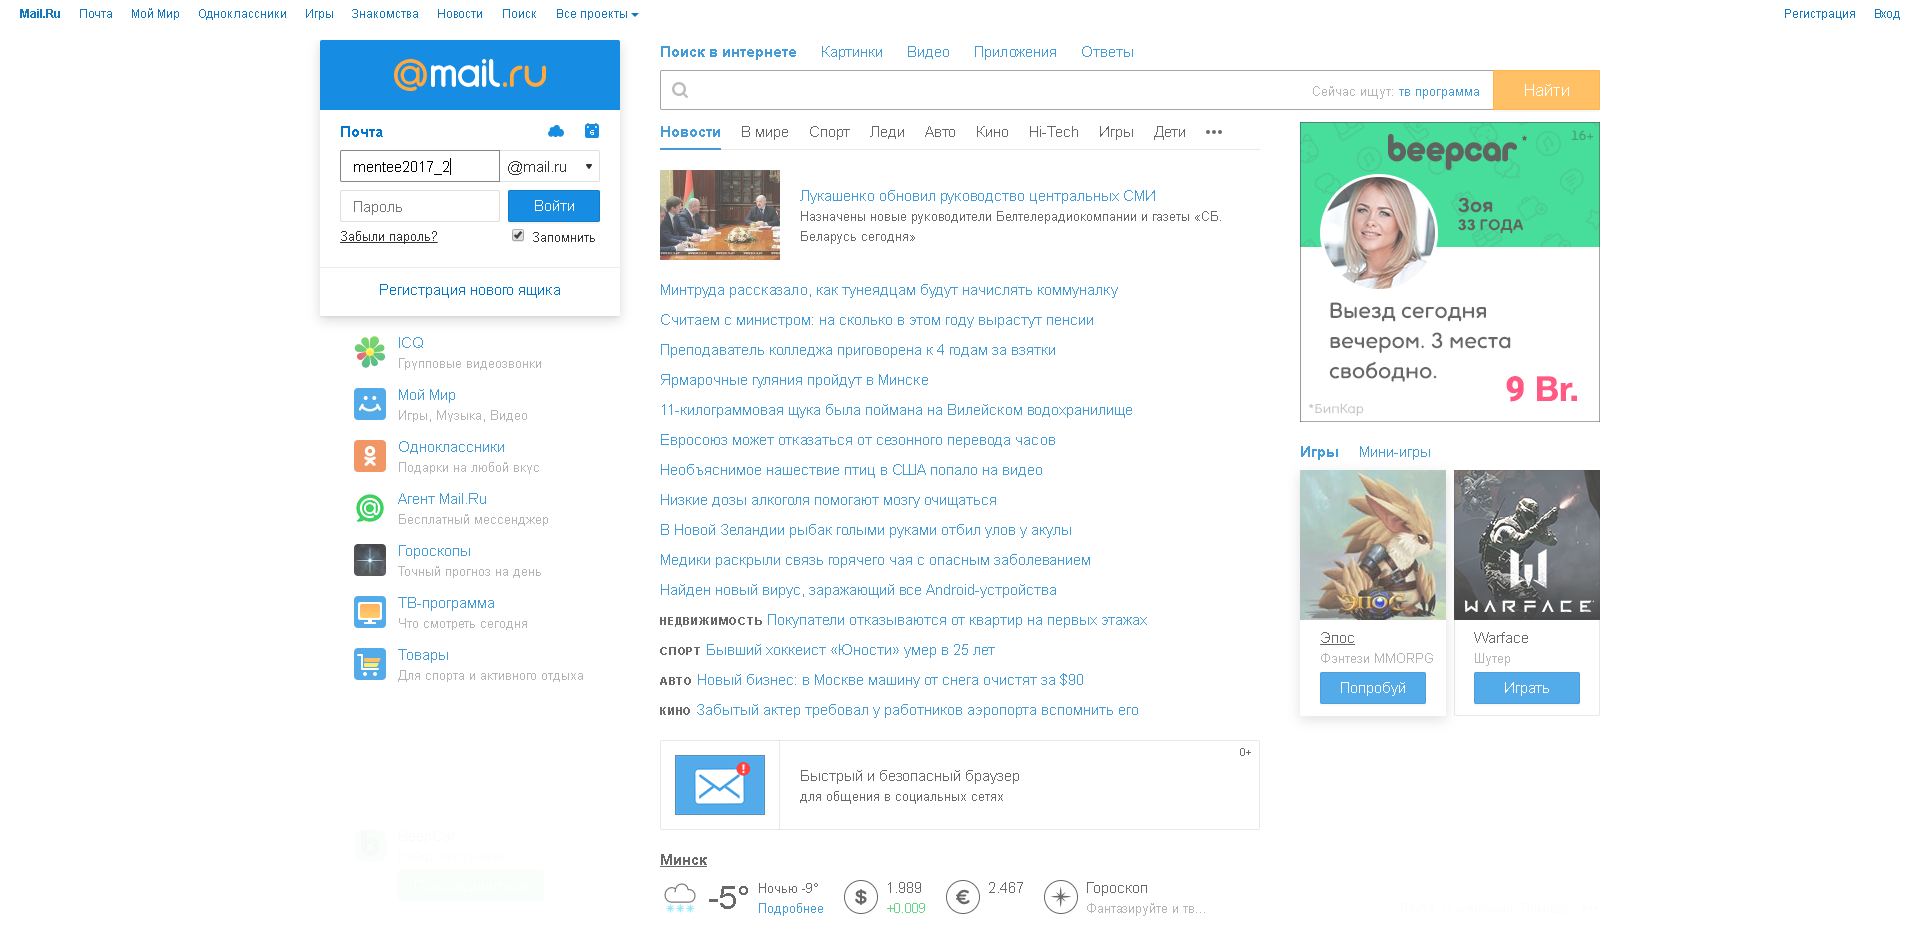 Mail.Ru Почта Мой Мир Одноклассники Игры Знакомства Новости Поиск Все проекты Регистрация Вход
@mail.ru
Почта
6
mentee2017_2 @mail.ru
Пароль Войти
Забыли пароль? Запомнить
Регистрация нового ящика
ICQ
Групповые видеозвонки
Мой Мир
Игры, Музыка, Видео
Одноклассники
Подарки на любой вкус
Агент Mail.Ru
Бесплатный мессенджер
Гороскопы
Точный прогноз на день
ТВ-программа
Что смотреть сегодня
Товары
Для спорта и активного отдыха
Поиск в интернете Картинки Видео Приложения Ответы
Сейчас ищут: тв программа Найти
Новости В мире Спорт Леди Авто Кино Hi-Tech Игры Дети •••
Лукашенко обновил руководство центральных СМИ
Назначены новые руководители Белтелерадиокомпании и газеты «СБ.
Беларусь сегодня»
Минтруда рассказало, как тунеядцам будут начислять коммуналку
Считаем с министром: на сколько в этом году вырастут пенсии
Преподаватель колледжа приговорена к 4 годам за взятки
Ярмарочные гуляния пройдут в Минске
11-килограммовая щука была поймана на Вилейском водохранилище
Евросоюз может отказаться от сезонного перевода часов
Необъяснимое нашествие птиц в США попало на видео
Низкие дозы алкоголя помогают мозгу очищаться
В Новой Зеландии рыбак голыми руками отбил улов у акулы
Медики раскрыли связь горячего чая с опасным заболеванием
Найден новый вирус, заражающий все Android-устройства
НЕДВИЖИМОСТЬ Покупатели отказываются от квартир на первых этажах
СПОРТ Бывший хоккеист «Юности» умер в 25 лет
АВТО Новый бизнес: в Москве машину от снега очистят за $90
КИНО Забытый актер требовал у работников аэропорта вспомнить его
0+
Быстрый и безопасный браузер
для общения в социальных сетях
Минск
-5° Ночью -9° $ 1.989 € 2.467 Гороскоп
Подробнее +0.009 Фантазируйте и тв...
16+
beepcar*
Зоя
33 ГОДА
Выезд сегодня
вечером. 3 места
свободно.
9 Br.
*БипКар
Игры Мини-игры
ЭПОС WARFACE
Эпос Warface
Фэнтези MMORPG Шутер
Попробуй Играть